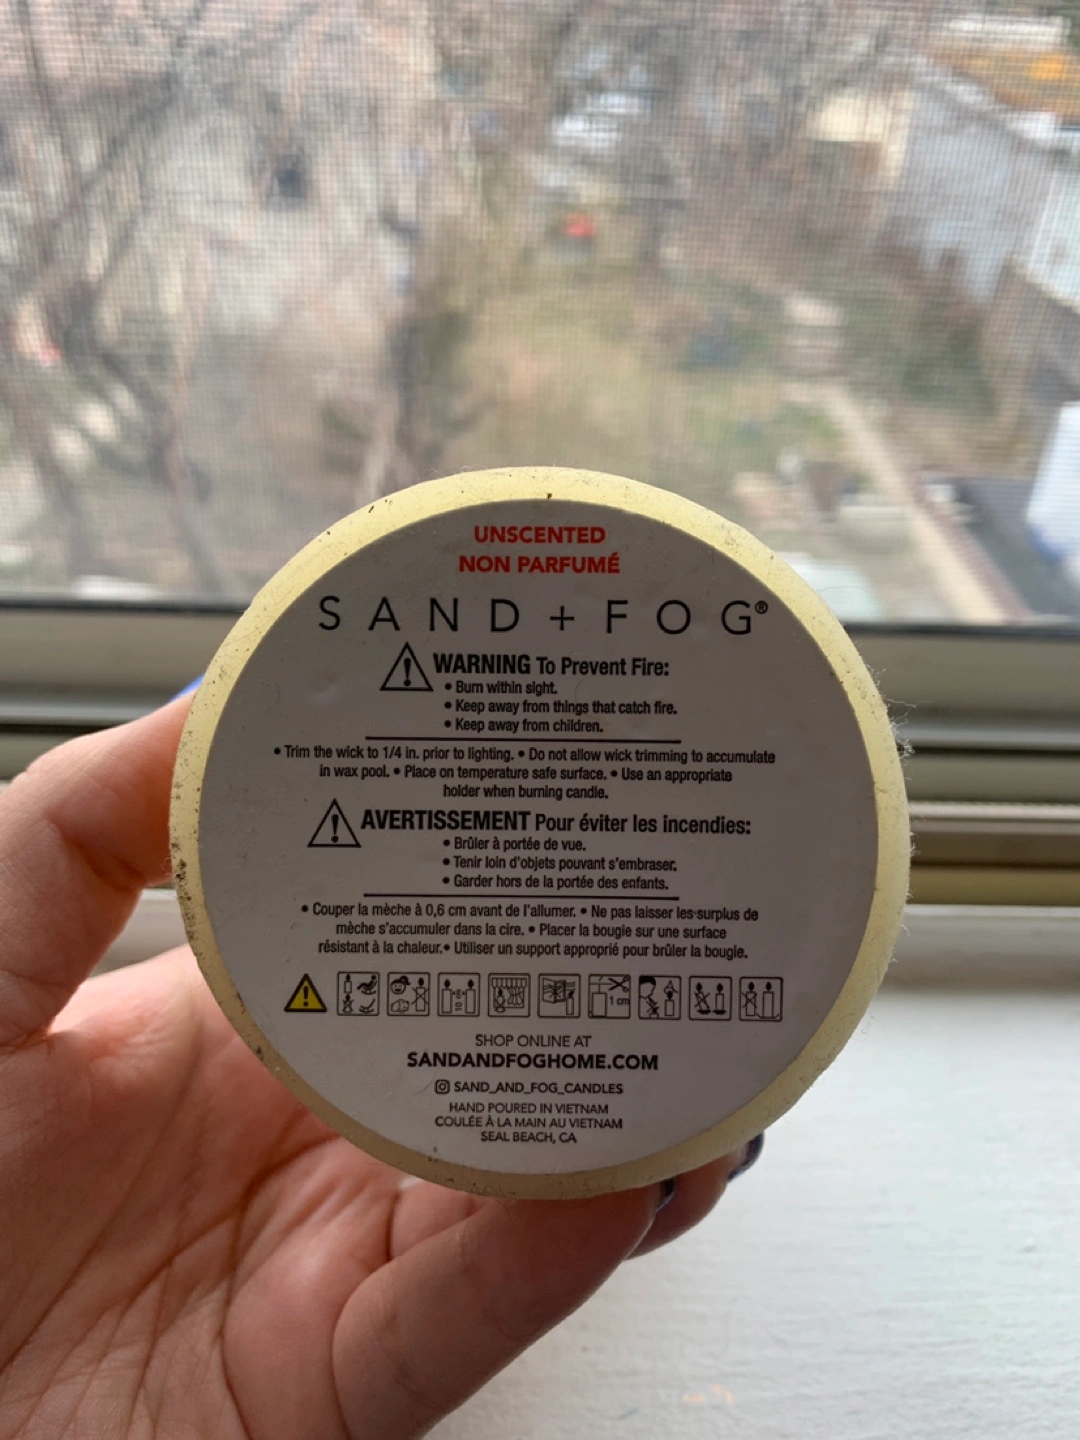 UNSCENTED
NON PARFUMÉ
SAND + FOG®
WARNING To Prevent Fire:
• Burn within sight.
• Keep away from things that catch fire.
• Keep away from children.
• Trim the wick to 1/4 in. prior to lighting. • Do not allow wick trimming to accumulate
in wax pool. • Place on temperature safe surface. • Use an appropriate
holder when burning candle.
AVERTISSEMENT Pour éviter les incendies:
• Brûler à portée de vue.
• Tenir loin d'objets pouvant s'embraser.
• Garder hors de la portée des enfants.
• Couper la mèche à 0,6 cm avant de l'allumer. • Ne pas laisser les surplus de
mèche s'accumuler dans la cire. • Placer la bougie sur une surface
résistant à la chaleur.• Utiliser un support approprié pour brûler la bougie.
1 cm
SHOP ONLINE AT
SANDANDFOGHOME.COM
SAND_AND_FOG_CANDLES
HAND POURED IN VIETNAM
COULÉE À LA MAIN AU VIETNAM
SEAL BEACH, CA